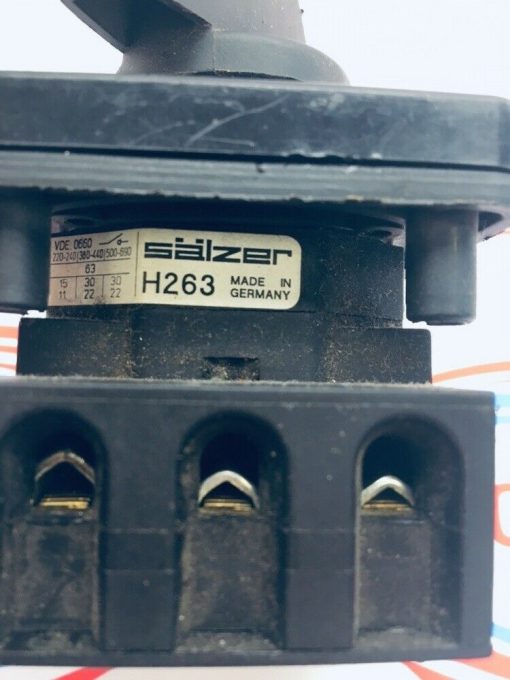 VDE 0660
220-240 380-440 500-690
63
15 30 30
11 22 22
sälzer
H263
MADE IN
GERMANY